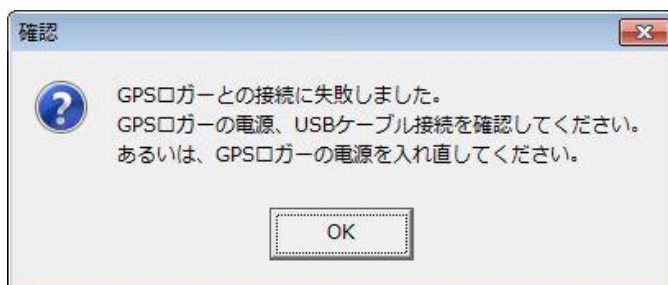 確認
GPSロガーとの接続に失敗しました。
GPSロガーの電源、USBケーブル接続を確認してください。
あるいは、GPSロガーの電源を入れ直してください。
OK